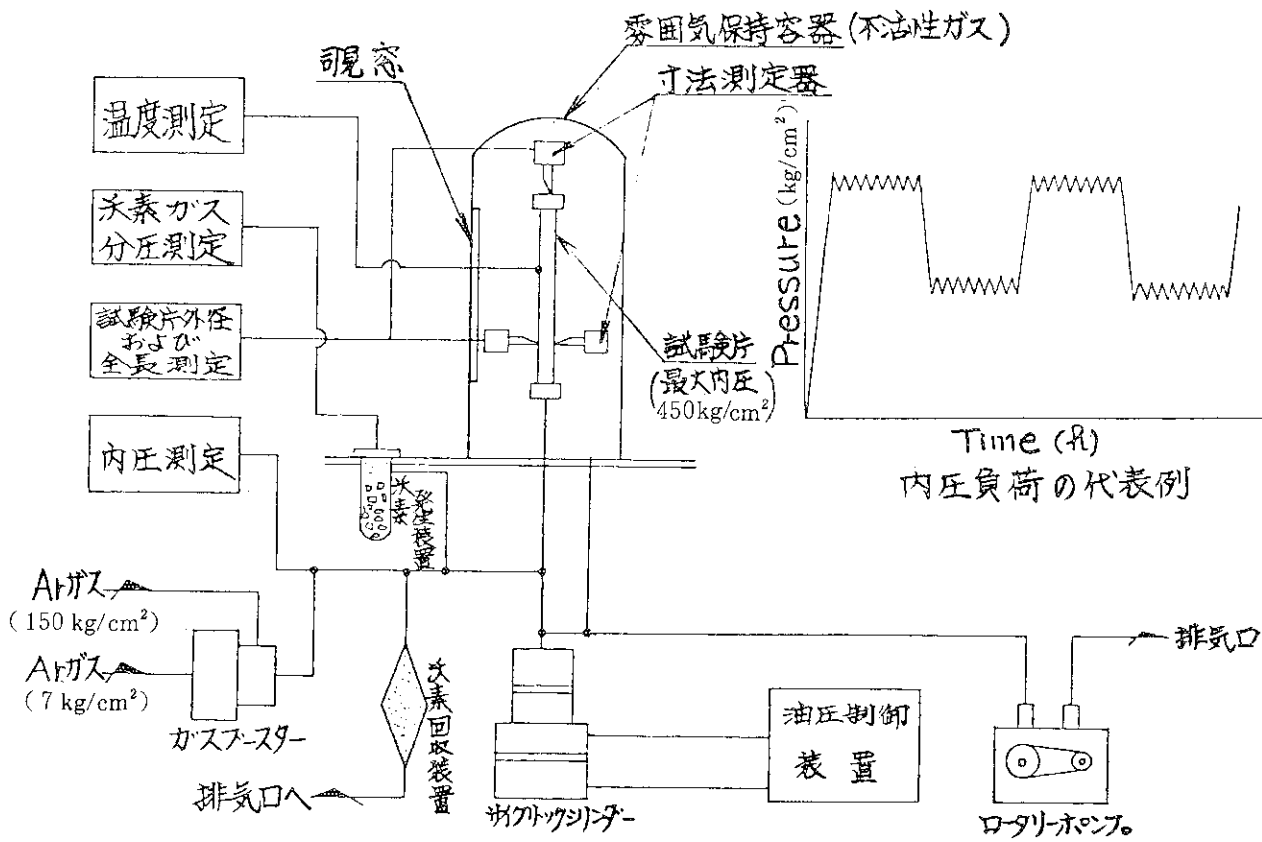 雰囲気保持容器(不活性ガス)
覗窓
寸法測定器
温度測定
沃素ガス
分圧測定
試験片外径
および
全長測定
内圧測定
試験片
(最大内圧
450kg/cm²)
Pressure (kg/cm²)
Time (h)
内圧負荷の代表例
沃素
発生装置
Arガス
(150 kg/cm²)
Arガス
(7 kg/cm²)
ガスブースター
沃素回収装置
排気口へ
サイクリックシリンダー
油圧制御
装置
排気口
ロータリーポンプ